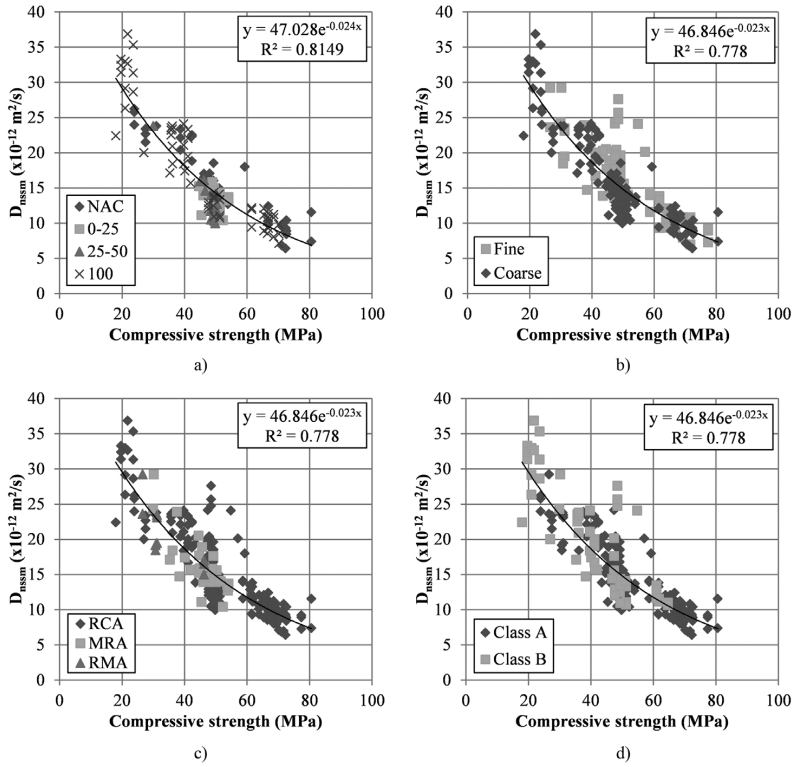 y = 47.028e-0.024x
R² = 0.8149
40
35
30
25
20
15
10
5
0
Dnssm (x10-12 m²/s)
NAC
0-25
25-50
100
0 20 40 60 80 100
Compressive strength (MPa)
a)
y = 46.846e-0.023x
R² = 0.778
40
35
30
25
20
15
10
5
0
Dnssm (x10-12 m²/s)
Fine
Coarse
0 20 40 60 80 100
Compressive strength (MPa)
b)
y = 46.846e-0.023x
R² = 0.778
40
35
30
25
20
15
10
5
0
Dnssm (x10-12 m²/s)
RCA
MRA
RMA
0 20 40 60 80 100
Compressive strength (MPa)
c)
y = 46.846e-0.023x
R² = 0.778
40
35
30
25
20
15
10
5
0
Dnssm (x10-12 m²/s)
Class A
Class B
0 20 40 60 80 100
Compressive strength (MPa)
d)